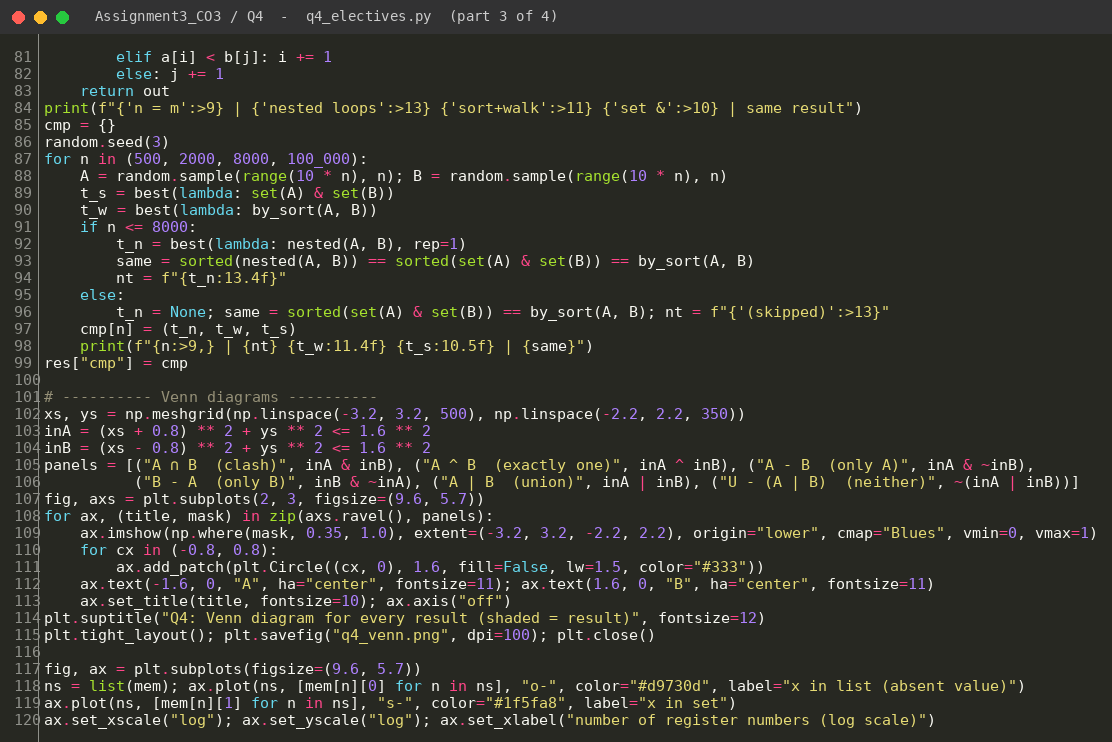 Assignment3_CO3 / Q4  -  q4_electives.py  (part 3 of 4)
81         elif a[i] < b[j]: i += 1
82         else: j += 1
83     return out
84 print(f"{'n = m':>9} | {'nested loops':>13} {'sort+walk':>11} {'set &':>10} | same result")
85 cmp = {}
86 random.seed(3)
87 for n in (500, 2000, 8000, 100_000):
88     A = random.sample(range(10 * n), n); B = random.sample(range(10 * n), n)
89     t_s = best(lambda: set(A) & set(B))
90     t_w = best(lambda: by_sort(A, B))
91     if n <= 8000:
92         t_n = best(lambda: nested(A, B), rep=1)
93         same = sorted(nested(A, B)) == sorted(set(A) & set(B)) == by_sort(A, B)
94         nt = f"{t_n:13.4f}"
95     else:
96         t_n = None; same = sorted(set(A) & set(B)) == by_sort(A, B); nt = f"{'(skipped)':>13}"
97     cmp[n] = (t_n, t_w, t_s)
98     print(f"{n:>9,} | {nt} {t_w:11.4f} {t_s:10.5f} | {same}")
99 res["cmp"] = cmp
100
101 # ---------- Venn diagrams ----------
102 xs, ys = np.meshgrid(np.linspace(-3.2, 3.2, 500), np.linspace(-2.2, 2.2, 350))
103 inA = (xs + 0.8) ** 2 + ys ** 2 <= 1.6 ** 2
104 inB = (xs - 0.8) ** 2 + ys ** 2 <= 1.6 ** 2
105 panels = [("A ∩ B  (clash)", inA & inB), ("A ^ B  (exactly one)", inA ^ inB), ("A - B  (only A)", inA & ~inB),
106           ("B - A  (only B)", inB & ~inA), ("A | B  (union)", inA | inB), ("U - (A | B)  (neither)", ~(inA | inB))]
107 fig, axs = plt.subplots(2, 3, figsize=(9.6, 5.7))
108 for ax, (title, mask) in zip(axs.ravel(), panels):
109     ax.imshow(np.where(mask, 0.35, 1.0), extent=(-3.2, 3.2, -2.2, 2.2), origin="lower", cmap="Blues", vmin=0, vmax=1)
110     for cx in (-0.8, 0.8):
111         ax.add_patch(plt.Circle((cx, 0), 1.6, fill=False, lw=1.5, color="#333"))
112     ax.text(-1.6, 0, "A", ha="center", fontsize=11); ax.text(1.6, 0, "B", ha="center", fontsize=11)
113     ax.set_title(title, fontsize=10); ax.axis("off")
114 plt.suptitle("Q4: Venn diagram for every result (shaded = result)", fontsize=12)
115 plt.tight_layout(); plt.savefig("q4_venn.png", dpi=100); plt.close()
116
117 fig, ax = plt.subplots(figsize=(9.6, 5.7))
118 ns = list(mem); ax.plot(ns, [mem[n][0] for n in ns], "o-", color="#d9730d", label="x in list (absent value)")
119 ax.plot(ns, [mem[n][1] for n in ns], "s-", color="#1f5fa8", label="x in set")
120 ax.set_xscale("log"); ax.set_yscale("log"); ax.set_xlabel("number of register numbers (log scale)")